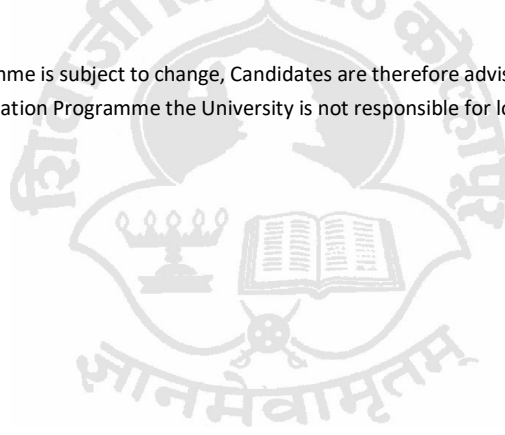 mme is subject to change, Candidates are therefore advis
ation Programme the University is not responsible for lo
ज्ञानमेवामृतम्